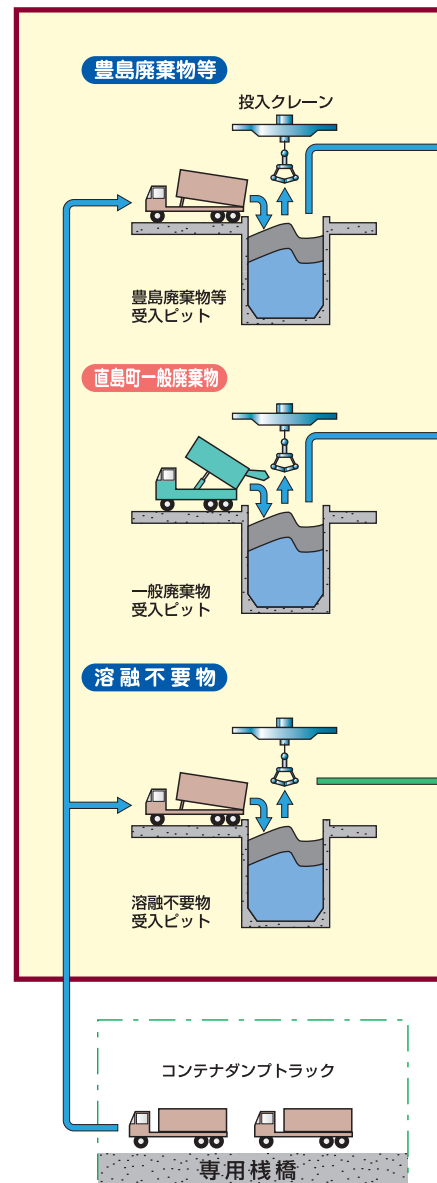 豊島廃棄物等
投入クレーン
豊島廃棄物等
受入ピット
直島町一般廃棄物
一般廃棄物
受入ピット
溶融不要物
溶融不要物
受入ピット
コンテナダンプトラック
専用桟橋